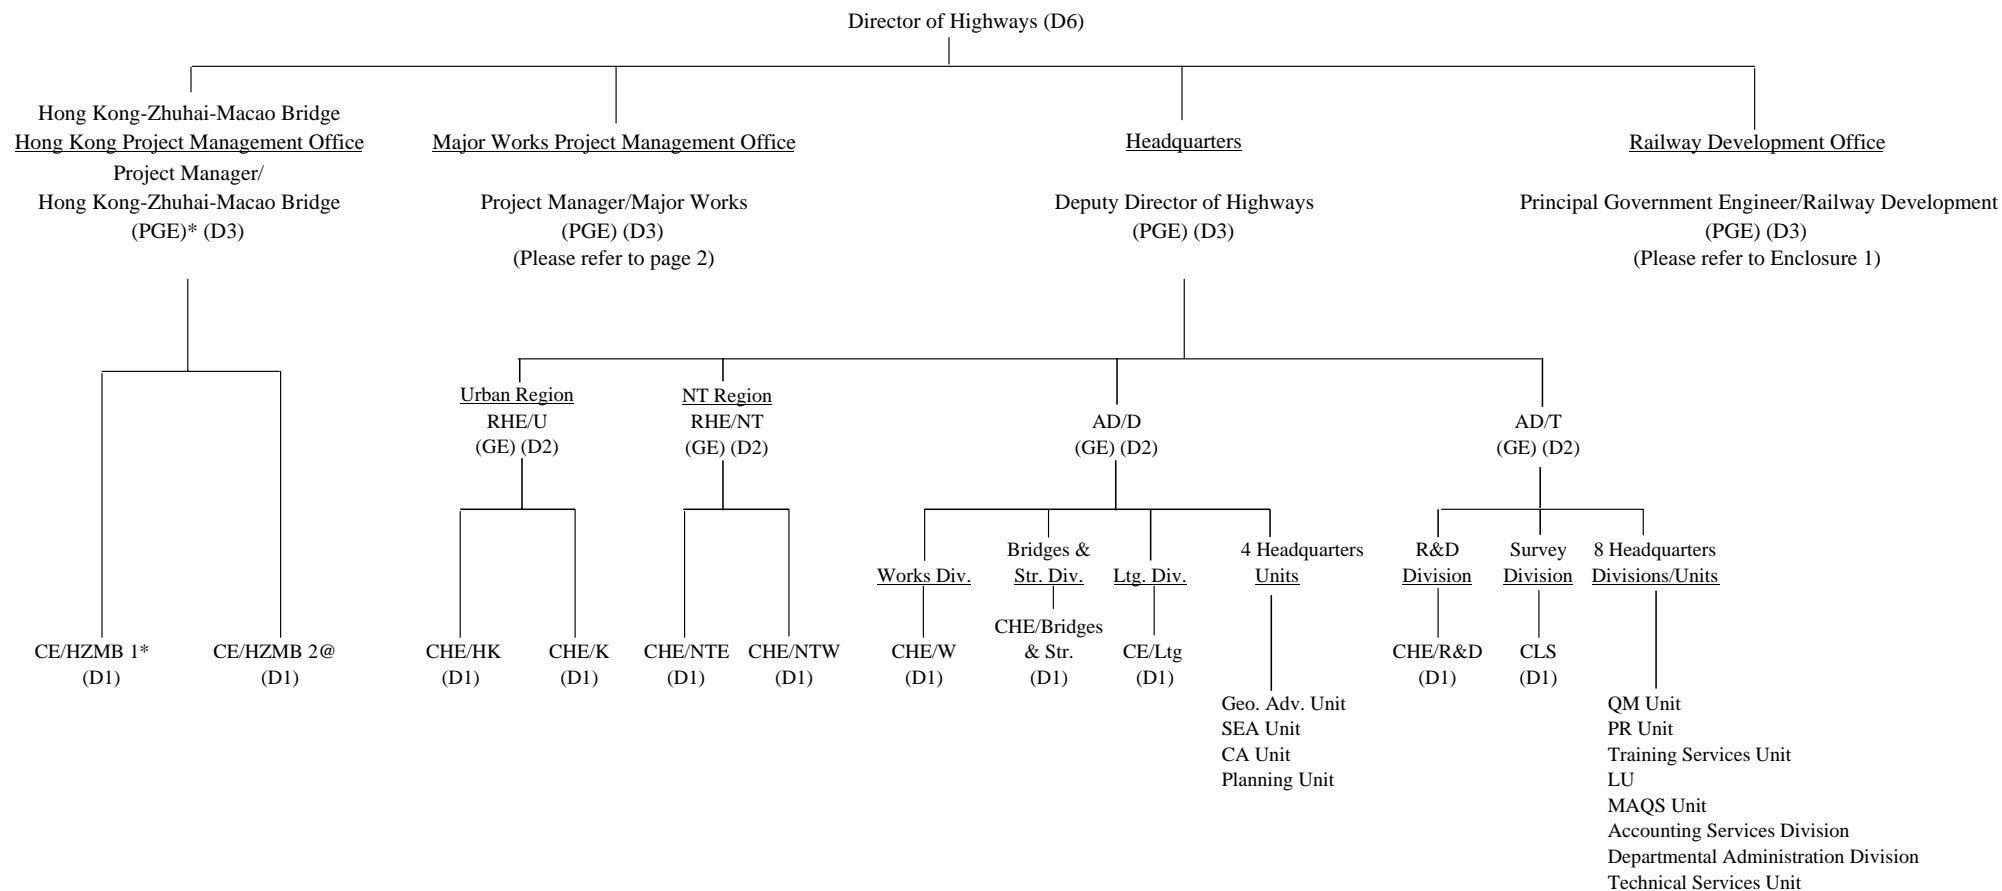 Director of Highways (D6)
Hong Kong-Zhuhai-Macao Bridge
Hong Kong Project Management Office
Project Manager/
Hong Kong-Zhuhai-Macao Bridge
(PGE)* (D3)
Major Works Project Management Office
Project Manager/Major Works
(PGE) (D3)
(Please refer to page 2)
Headquarters
Deputy Director of Highways
(PGE) (D3)
Railway Development Office
Principal Government Engineer/Railway Development
(PGE) (D3)
(Please refer to Enclosure 1)
Urban Region
RHE/U
(GE) (D2)
NT Region
RHE/NT
(GE) (D2)
AD/D
(GE) (D2)
AD/T
(GE) (D2)
CE/HZMB 1*
(D1)
CE/HZMB 2@
(D1)
CHE/HK
(D1)
CHE/K
(D1)
CHE/NTE
(D1)
CHE/NTW
(D1)
Works Div.
CHE/W
(D1)
Bridges &
Str. Div.
CHE/Bridges
& Str.
(D1)
Ltg. Div.
CE/Ltg
(D1)
4 Headquarters
Units
Geo. Adv. Unit
SEA Unit
CA Unit
Planning Unit
R&D
Division
CHE/R&D
(D1)
Survey
Division
CLS
(D1)
8 Headquarters
Divisions/Units
QM Unit
PR Unit
Training Services Unit
LU
MAQS Unit
Accounting Services Division
Departmental Administration Division
Technical Services Unit